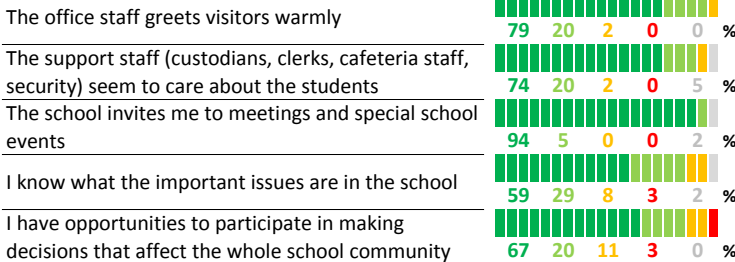 The office staff greets visitors warmly
79 20 2 0 0 %
The support staff (custodians, clerks, cafeteria staff,
security) seem to care about the students
74 20 2 0 5 %
The school invites me to meetings and special school
events
94 5 0 0 2 %
I know what the important issues are in the school
59 29 8 3 2 %
I have opportunities to participate in making
decisions that affect the whole school community
67 20 11 3 0 %